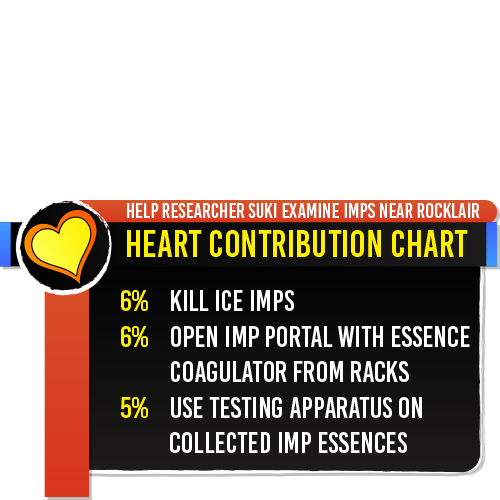 HELP RESEARCHER SUKI EXAMINE IMPS NEAR ROCKLAIR
HEART CONTRIBUTION CHART
6% KILL ICE IMPS
6% OPEN IMP PORTAL WITH ESSENCE
COAGULATOR FROM RACKS
5% USE TESTING APPARATUS ON
COLLECTED IMP ESSENCES